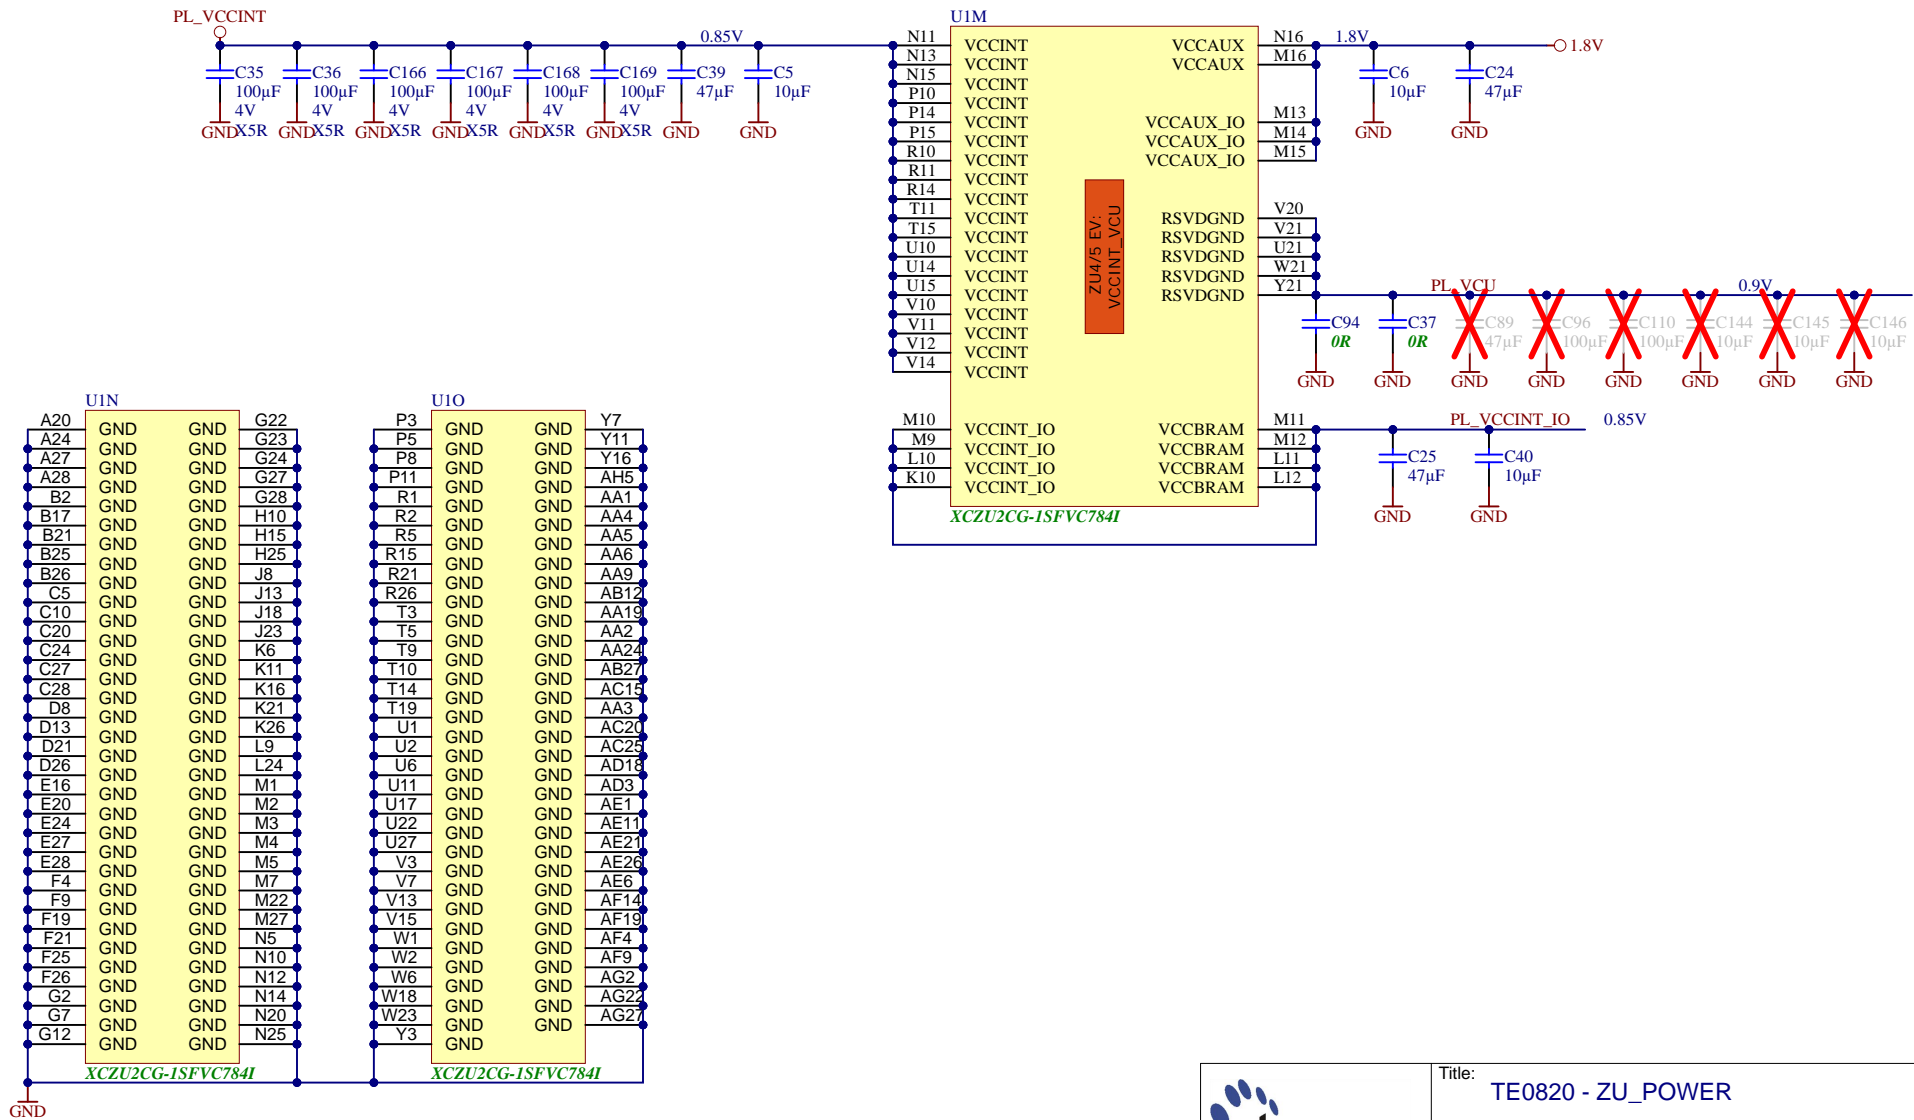 PL_VCCINT
0.85V
C35
100µF
4V
X5R
GND
C36
100µF
4V
X5R
GND
C166
100µF
4V
X5R
GND
C167
100µF
4V
X5R
GND
C168
100µF
4V
X5R
GND
C169
100µF
4V
X5R
GND
C39
47µF
GND
C5
10µF
GND
U1M
N11 VCCINT
N13 VCCINT
N15 VCCINT
P10 VCCINT
P14 VCCINT
P15 VCCINT
R10 VCCINT
R11 VCCINT
R14 VCCINT
T11 VCCINT
T15 VCCINT
U10 VCCINT
U14 VCCINT
U15 VCCINT
V10 VCCINT
V11 VCCINT
V12 VCCINT
V14 VCCINT
M10 VCCINT_IO
M9 VCCINT_IO
L10 VCCINT_IO
K10 VCCINT_IO
ZU4/5 EV:
VCCINT_VCU
VCCAUX N16
VCCAUX M16
VCCAUX_IO M13
VCCAUX_IO M14
VCCAUX_IO M15
RSVDGND V20
RSVDGND V21
RSVDGND U21
RSVDGND W21
RSVDGND Y21
VCCBRAM M11
VCCBRAM M12
VCCBRAM L11
VCCBRAM L12
XCZU2CG-1SFVC784I
1.8V
1.8V
C6
10µF
GND
C24
47µF
GND
PL_VCU
0.9V
C94
0R
GND
C37
0R
GND
C89
47µF
GND
C96
100µF
GND
C110
100µF
GND
C144
10µF
GND
C145
10µF
GND
C146
10µF
GND
PL_VCCINT_IO
0.85V
C25
47µF
GND
C40
10µF
GND
U1N
A20 GND GND G22
A24 GND GND G23
A27 GND GND G24
A28 GND GND G27
B2 GND GND G28
B17 GND GND H10
B21 GND GND H15
B25 GND GND H25
B26 GND GND J8
C5 GND GND J13
C10 GND GND J18
C20 GND GND J23
C24 GND GND K6
C27 GND GND K11
C28 GND GND K16
D8 GND GND K21
D13 GND GND K26
D21 GND GND L9
D26 GND GND L24
E16 GND GND M1
E20 GND GND M2
E24 GND GND M3
E27 GND GND M4
E28 GND GND M5
F4 GND GND M7
F9 GND GND M22
F19 GND GND M27
F21 GND GND N5
F25 GND GND N10
F26 GND GND N12
G2 GND GND N14
G7 GND GND N20
G12 GND GND N25
XCZU2CG-1SFVC784I
GND
U1O
P3 GND GND Y7
P5 GND GND Y11
P8 GND GND Y16
P11 GND GND AH5
R1 GND GND AA1
R2 GND GND AA4
R5 GND GND AA5
R15 GND GND AA6
R21 GND GND AA9
R26 GND GND AB12
T3 GND GND AA19
T5 GND GND AA2
T9 GND GND AA24
T10 GND GND AB27
T14 GND GND AC15
T19 GND GND AA3
U1 GND GND AC20
U2 GND GND AC25
U6 GND GND AD18
U11 GND GND AD3
U17 GND GND AE1
U22 GND GND AE11
U27 GND GND AE21
V3 GND GND AE26
V7 GND GND AE6
V13 GND GND AF14
V15 GND GND AF19
W1 GND GND AF4
W2 GND GND AF9
W6 GND GND AG2
W18 GND GND AG22
W23 GND GND AG27
Y3 GND
XCZU2CG-1SFVC784I
Title:
TE0820 - ZU_POWER